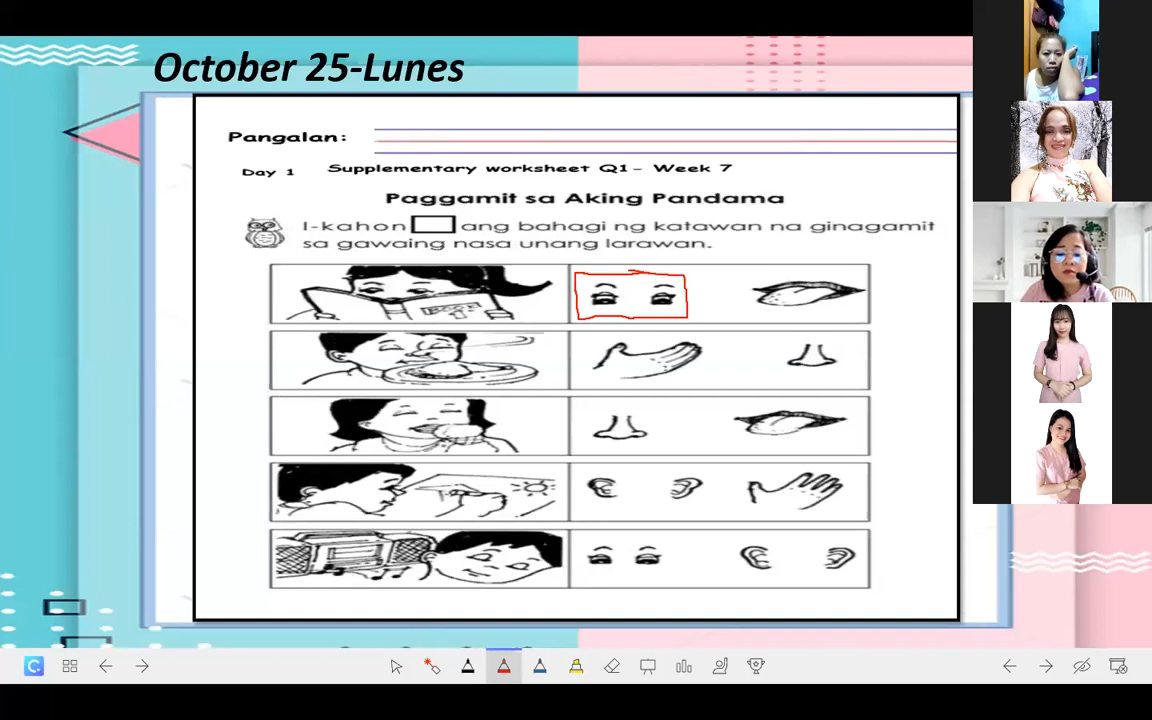 October 25-Lunes
Pangalan:
Day 1 Supplementary worksheet Q1- Week 7
Paggamit sa Aking Pandama
I-kahon ang bahagi ng katawan na ginagamit
sa gawaing nasa unang larawan.